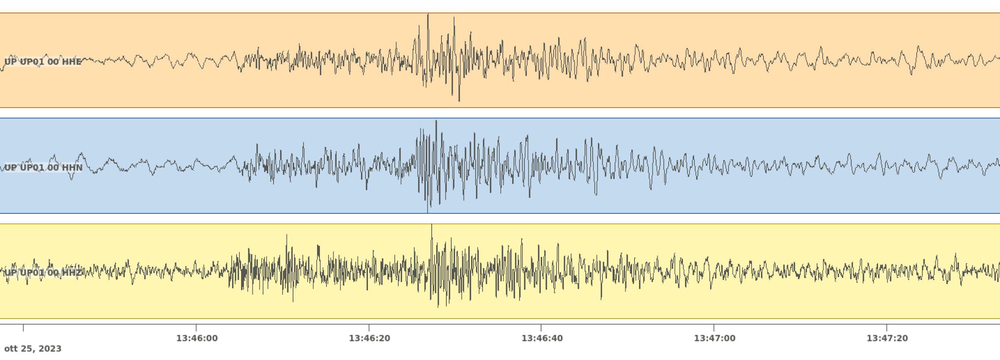 UP UP01 00 HHE
UP UP01 00 HHN
UP UP01 00 HHZ
13:46:00 13:46:20 13:46:40 13:47:00 13:47:20
ott 25, 2023